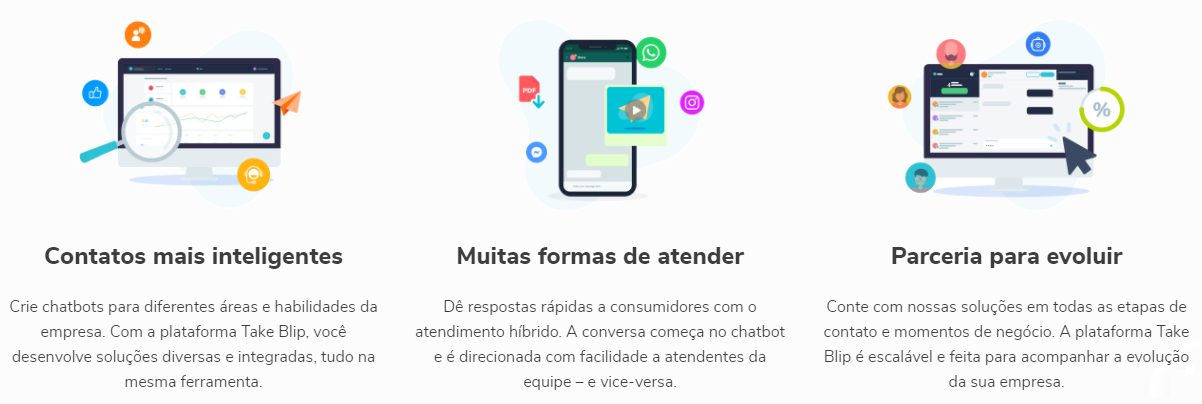 PDF
%
Contatos mais inteligentes
Crie chatbots para diferentes áreas e habilidades da
empresa. Com a plataforma Take Blip, você
desenvolve soluções diversas e integradas, tudo na
mesma ferramenta.
Muitas formas de atender
Dê respostas rápidas a consumidores com o
atendimento híbrido. A conversa começa no chatbot
e é direcionada com facilidade a atendentes da
equipe – e vice-versa.
Parceria para evoluir
Conte com nossas soluções em todas as etapas de
contato e momentos de negócio. A plataforma Take
Blip é escalável e feita para acompanhar a evolução
da sua empresa.